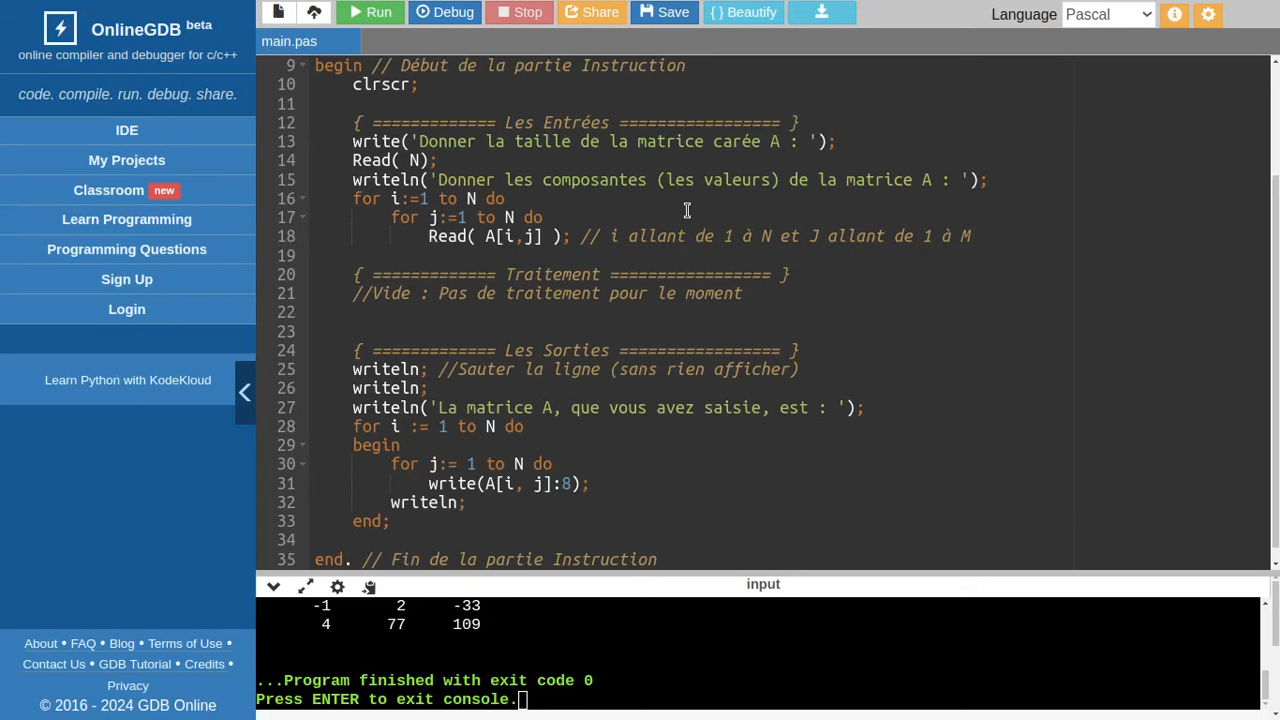 OnlineGDB beta
online compiler and debugger for c/c++
code. compile. run. debug. share.
IDE
My Projects
Classroom new
Learn Programming
Programming Questions
Sign Up
Login
Learn Python with KodeKloud
About • FAQ • Blog • Terms of Use •
Contact Us • GDB Tutorial • Credits •
Privacy
© 2016 - 2024 GDB Online
Run Debug Stop Share Save { } Beautify
Language Pascal
main.pas
9 begin // Début de la partie Instruction
10 clrscr;
11
12 { ============= Les Entrées ================= }
13 write('Donner la taille de la matrice carée A : ');
14 Read( N);
15 writeln('Donner les composantes (les valeurs) de la matrice A : ');
16 for i:=1 to N do
17 for j:=1 to N do
18 Read( A[i,j] ); // i allant de 1 à N et J allant de 1 à M
19
20 { ============= Traitement ================= }
21 //Vide : Pas de traitement pour le moment
22
23
24 { ============= Les Sorties ================= }
25 writeln; //Sauter la ligne (sans rien afficher)
26 writeln;
27 writeln('La matrice A, que vous avez saisie, est : ');
28 for i := 1 to N do
29 begin
30 for j:= 1 to N do
31 write(A[i, j]:8);
32 writeln;
33 end;
34
35 end. // Fin de la partie Instruction
input
-1 2 -33
4 77 109
...Program finished with exit code 0
Press ENTER to exit console.